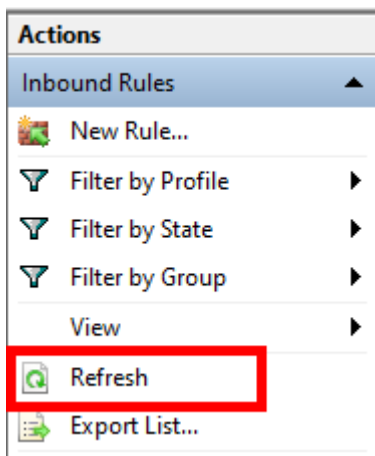 Actions
Inbound Rules
New Rule...
Filter by Profile
Filter by State
Filter by Group
View
Refresh
Export List...